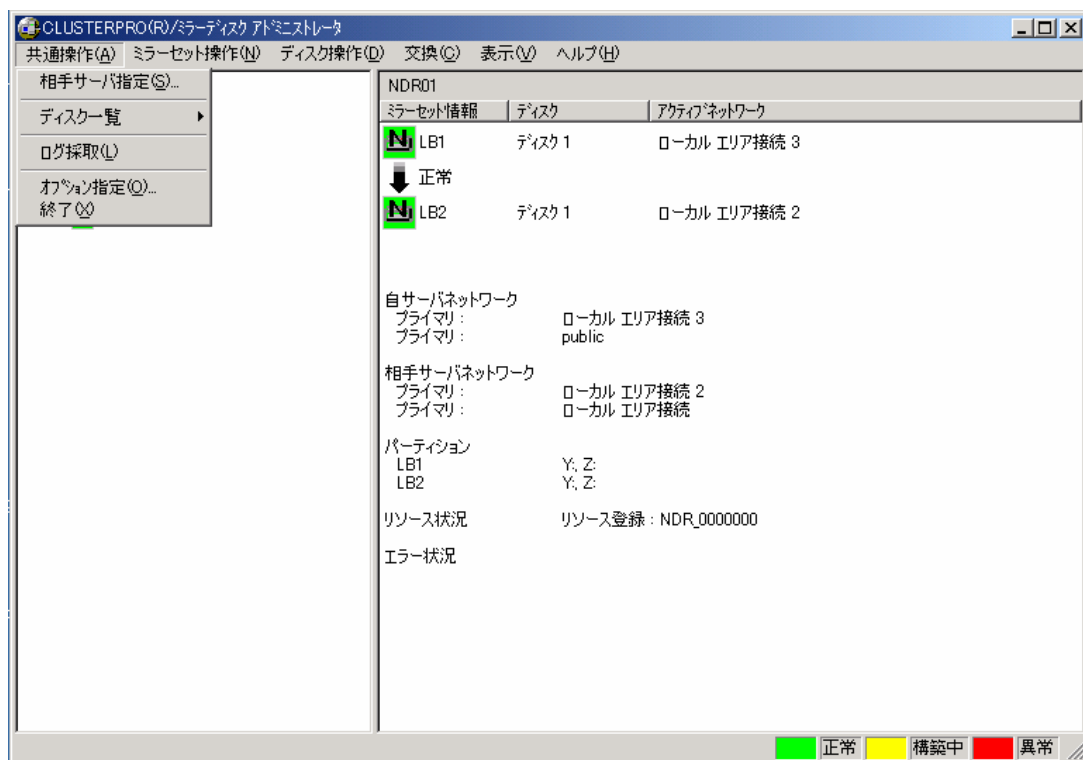 CLUSTERPRO(R)/ミラーディスク アドミニストレータ
共通操作(A) ミラーセット操作(N) ディスク操作(D) 交換(C) 表示(V) ヘルプ(H)
相手サーバ指定(S)...
ディスク一覧
ログ採取(L)
オプション指定(O)...
終了(X)
NDR01
ミラーセット情報 ディスク アクティブネットワーク
LB1 ディスク 1 ローカル エリア接続 3
正常
LB2 ディスク 1 ローカル エリア接続 2
自サーバネットワーク
プライマリ : ローカル エリア接続 3
プライマリ : public
相手サーバネットワーク
プライマリ : ローカル エリア接続 2
プライマリ : ローカル エリア接続
パーティション
LB1 Y:, Z:
LB2 Y:, Z:
リソース状況 リソース登録 : NDR_0000000
エラー状況
正常 構築中 異常